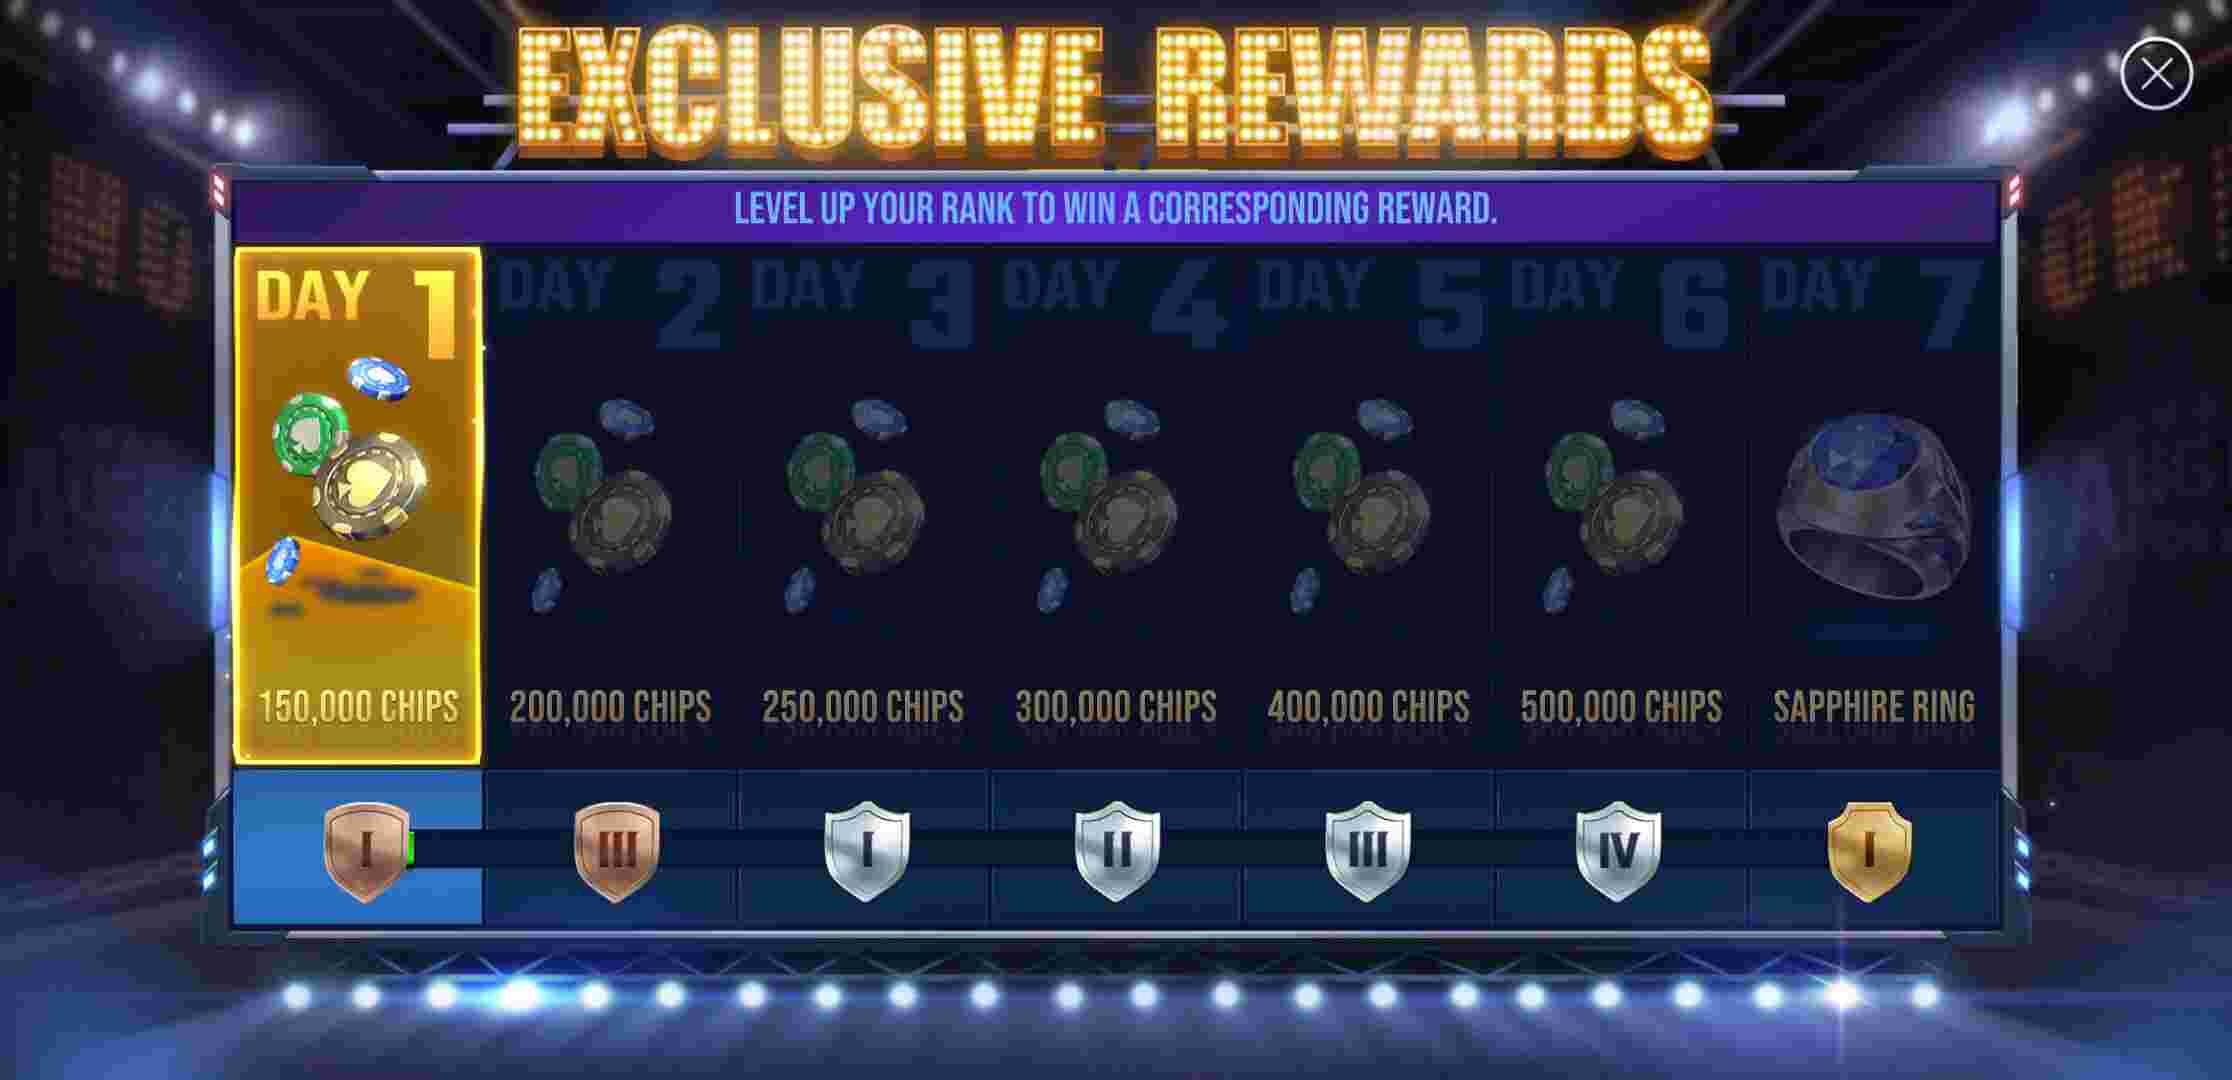 EXCLUSIVE REWARDS
LEVEL UP YOUR RANK TO WIN A CORRESPONDING REWARD.
DAY 1
DAY 2
DAY 3
DAY 4
DAY 5
DAY 6
DAY 7
150,000 CHIPS
200,000 CHIPS
250,000 CHIPS
300,000 CHIPS
400,000 CHIPS
500,000 CHIPS
SAPPHIRE RING
I
III
I
II
III
IV
I